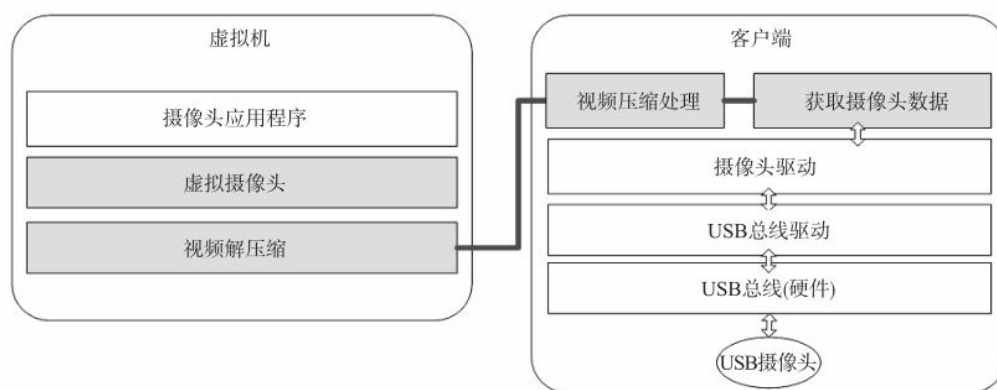 虚拟机
摄像头应用程序
虚拟摄像头
视频解压缩
客户端
视频压缩处理
获取摄像头数据
摄像头驱动
USB总线驱动
USB总线(硬件)
USB摄像头